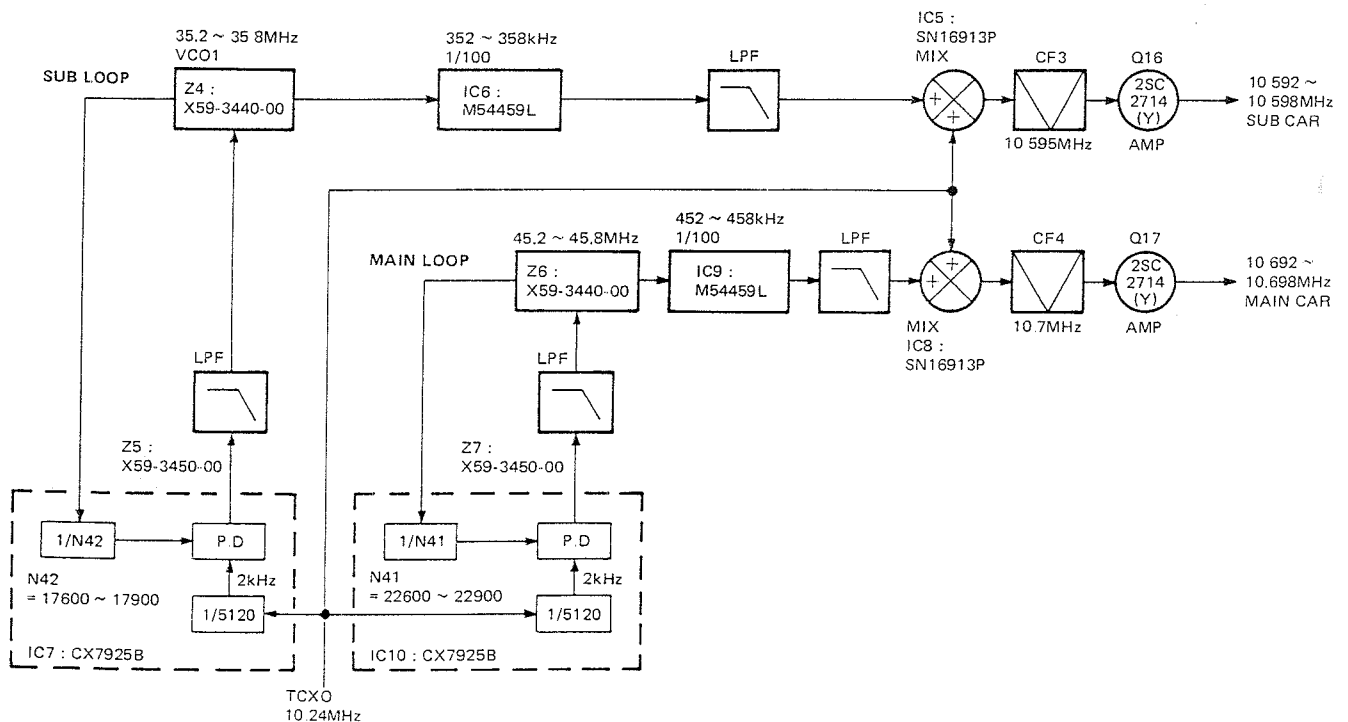 35.2 ~ 35 8MHz
VCO1
SUB LOOP
Z4 :
X59-3440-00
352 ~ 358kHz
1/100
IC6 :
M54459L
LPF
IC5 :
SN16913P
MIX
+
+
CF3
10 595MHz
Q16
2SC
2714
(Y)
AMP
10 592 ~
10 598MHz
SUB CAR
MAIN LOOP
45.2 ~ 45.8MHz
Z6 :
X59-3440-00
452 ~ 458kHz
1/100
IC9 :
M54459L
LPF
+
+
MIX
IC8 :
SN16913P
CF4
10.7MHz
Q17
2SC
2714
(Y)
AMP
10 692 ~
10.698MHz
MAIN CAR
LPF
Z5 :
X59-3450-00
LPF
Z7 :
X59-3450-00
1/N42
P.D
N42
= 17600 ~ 17900
2kHz
1/5120
IC7 : CX7925B
1/N41
P.D
N41
= 22600 ~ 22900
2kHz
1/5120
IC10 : CX7925B
TCXO
10.24MHz